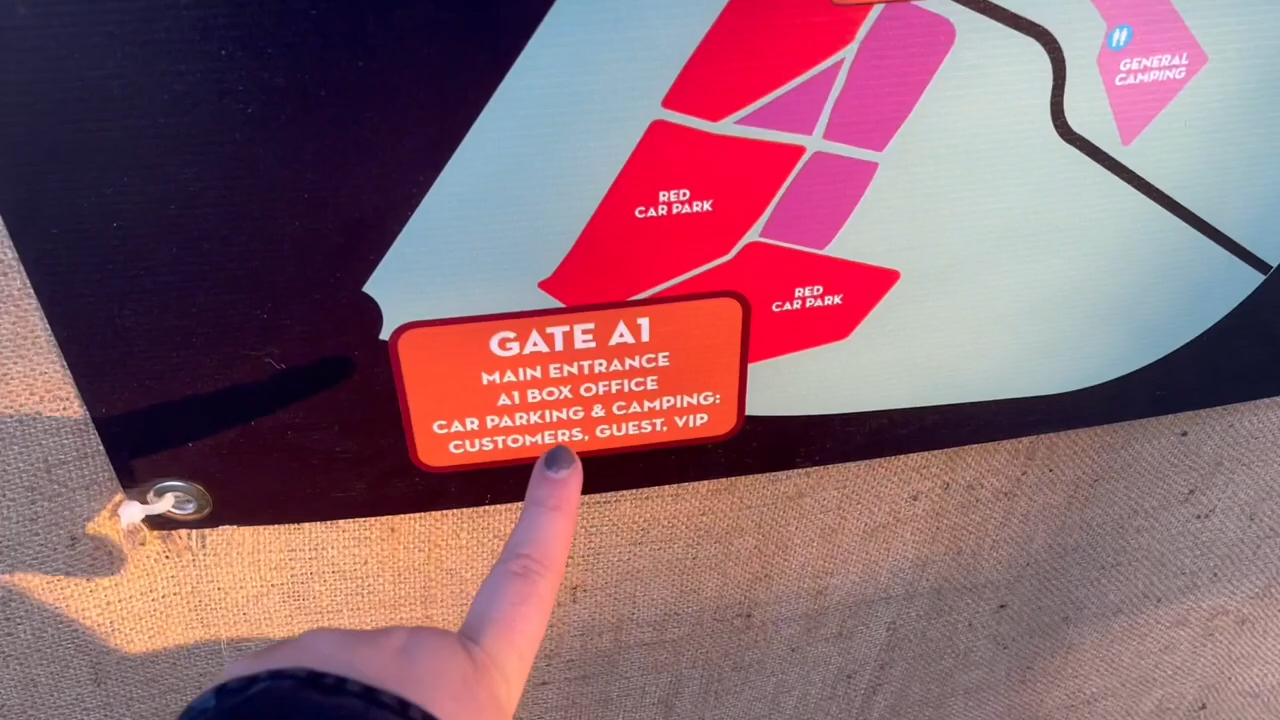 GENERAL
CAMPING
RED
CAR PARK
RED
CAR PARK
GATE A1
MAIN ENTRANCE
A1 BOX OFFICE
CAR PARKING & CAMPING:
CUSTOMERS, GUEST, VIP